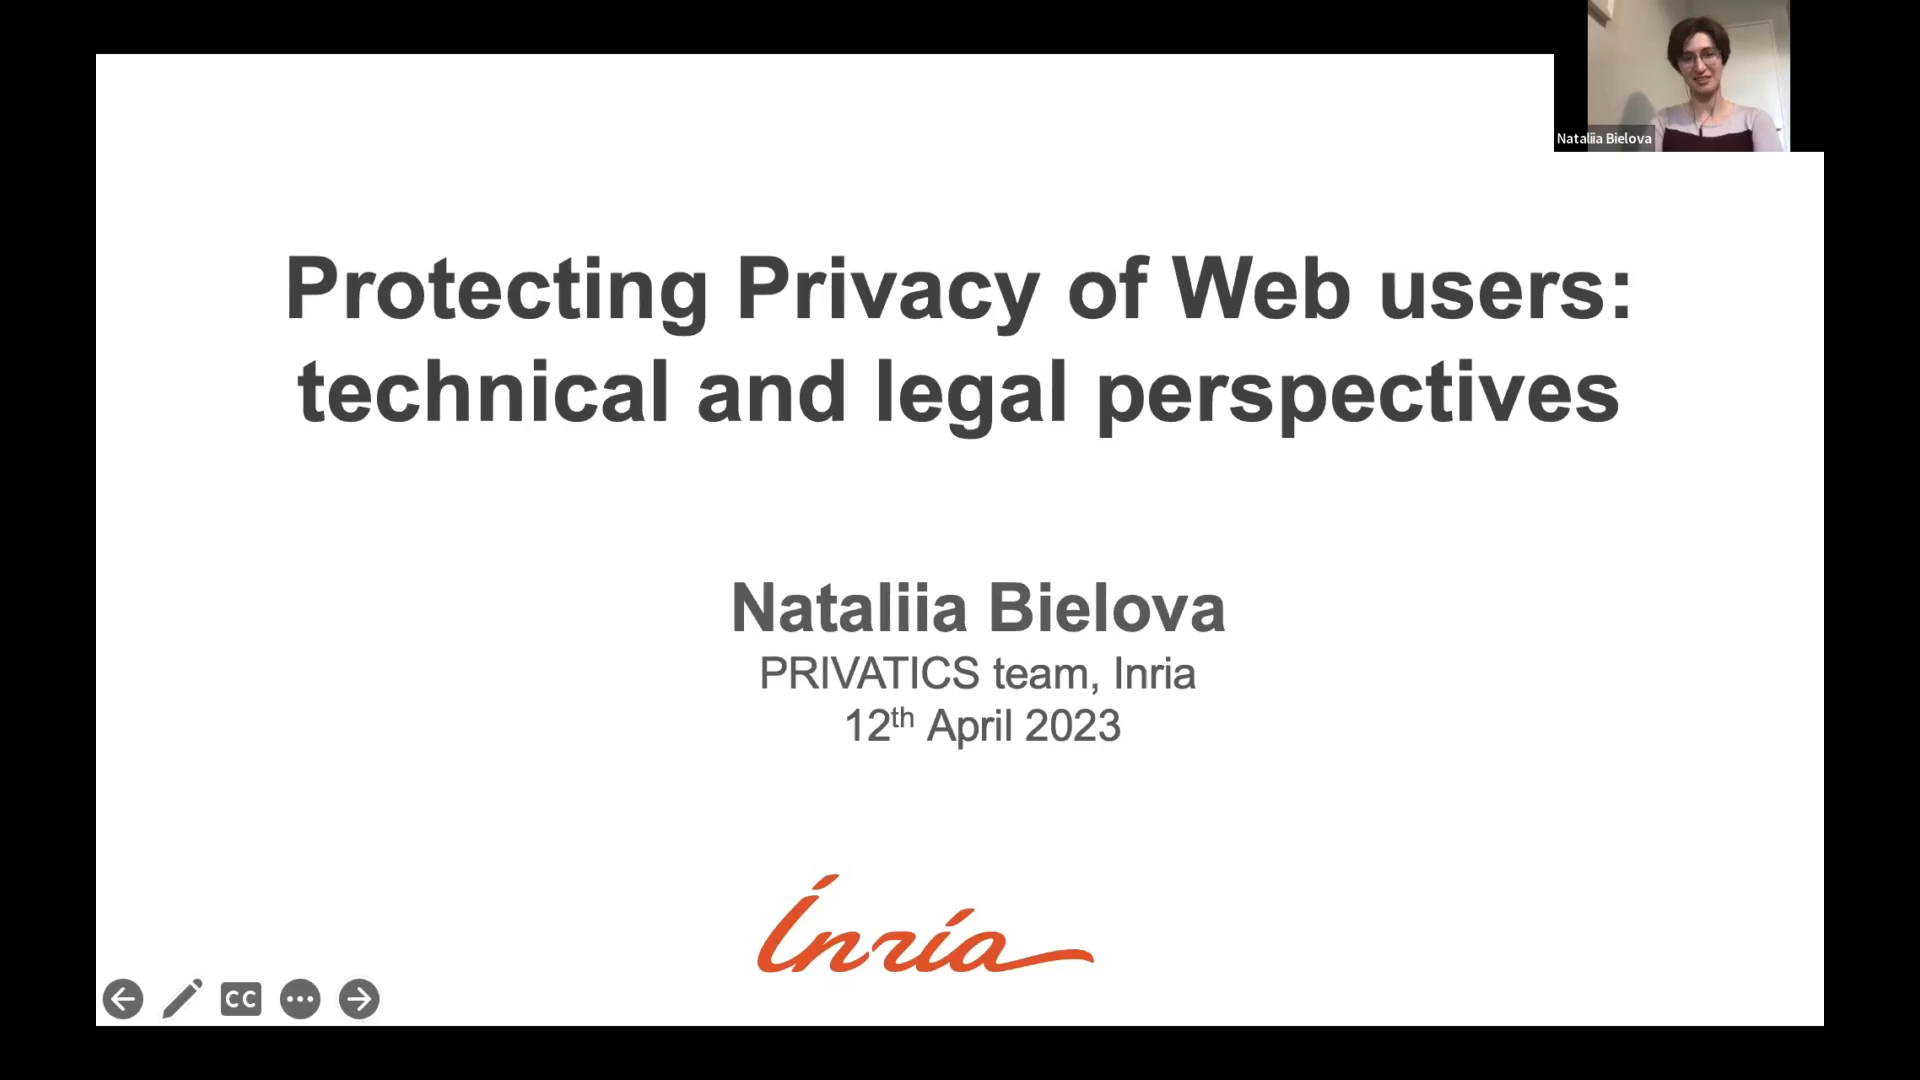 Nataliia Bielova
Protecting Privacy of Web users:
technical and legal perspectives
Nataliia Bielova
PRIVATICS team, Inria
12th April 2023
Inria
CC